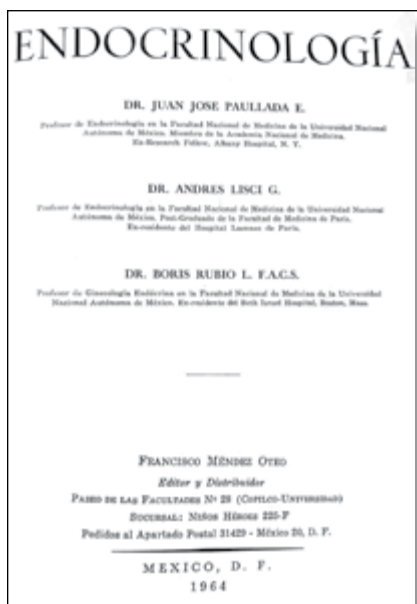 ENDOCRINOLOGÍA
DR. JUAN JOSE PAULLADA E.
Profesor de Endocrinología en la Facultad Nacional de Medicina de la Universidad Nacional
Autónoma de México. Miembro de la Academia Nacional de Medicina.
Ex-Research Fellow, Albany Hospital, N. Y.
DR. ANDRES LISCI G.
Profesor de Endocrinología en la Facultad Nacional de Medicina de la Universidad Nacional
Autónoma de México. Post-Graduado de la Facultad de Medicina de París.
Ex-residente del Hospital Laennec de París.
DR. BORIS RUBIO L. F.A.C.S.
Profesor de Ginecología Endócrina en la Facultad Nacional de Medicina de la Universidad
Nacional Autónoma de México. Ex-residente del Beth Israel Hospital, Boston, Mass.
FRANCISCO MÉNDEZ OTEO
Editor y Distribuidor
PASEO DE LAS FACULTADES Nº 28 (COPILCO-UNIVERSIDAD)
SUCURSAL: NIÑOS HÉROES 225-F
Pedidos al Apartado Postal 31429 - México 20, D. F.
MEXICO, D. F.
1964